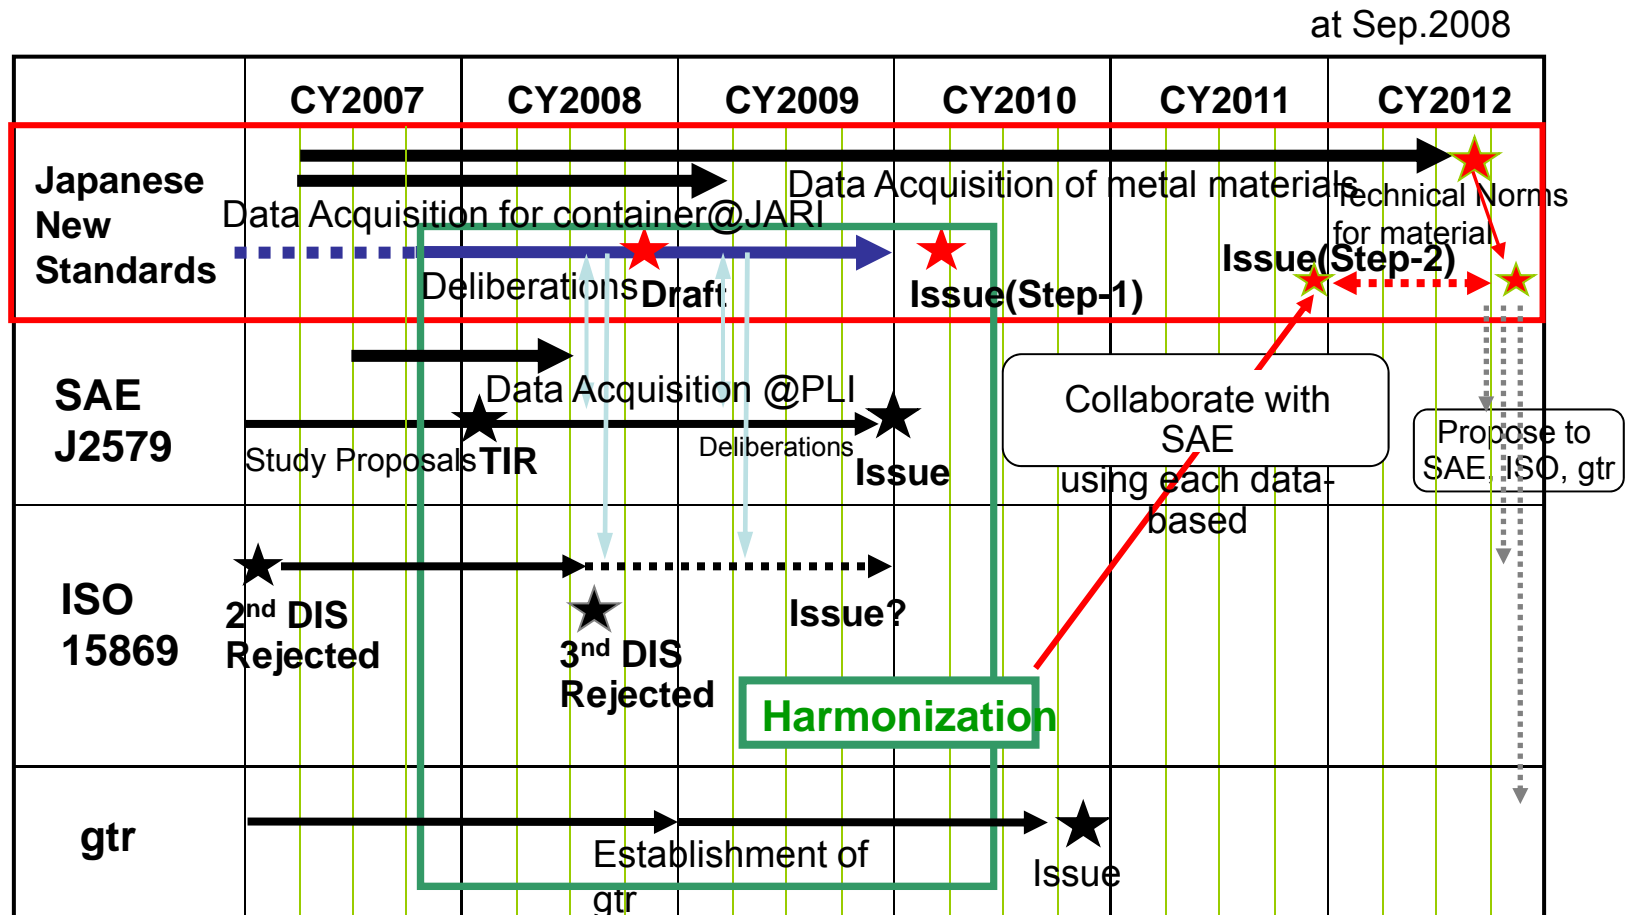 at Sep.2008
CY2007 CY2008 CY2009 CY2010 CY2011 CY2012
Japanese
New
Standards
Data Acquisition of metal materials
Data Acquisition for container@JARI
Technical Norms
for material
Deliberations
Draft
Issue(Step-1)
Issue(Step-2)
SAE
J2579
Data Acquisition @PLI
Study Proposals
TIR
Deliberations
Issue
Collaborate with
SAE
using each data-
based
Propose to
SAE, ISO, gtr
ISO
15869
2nd DIS
Rejected
3nd DIS
Rejected
Issue?
Harmonization
gtr
Establishment of
gtr
Issue